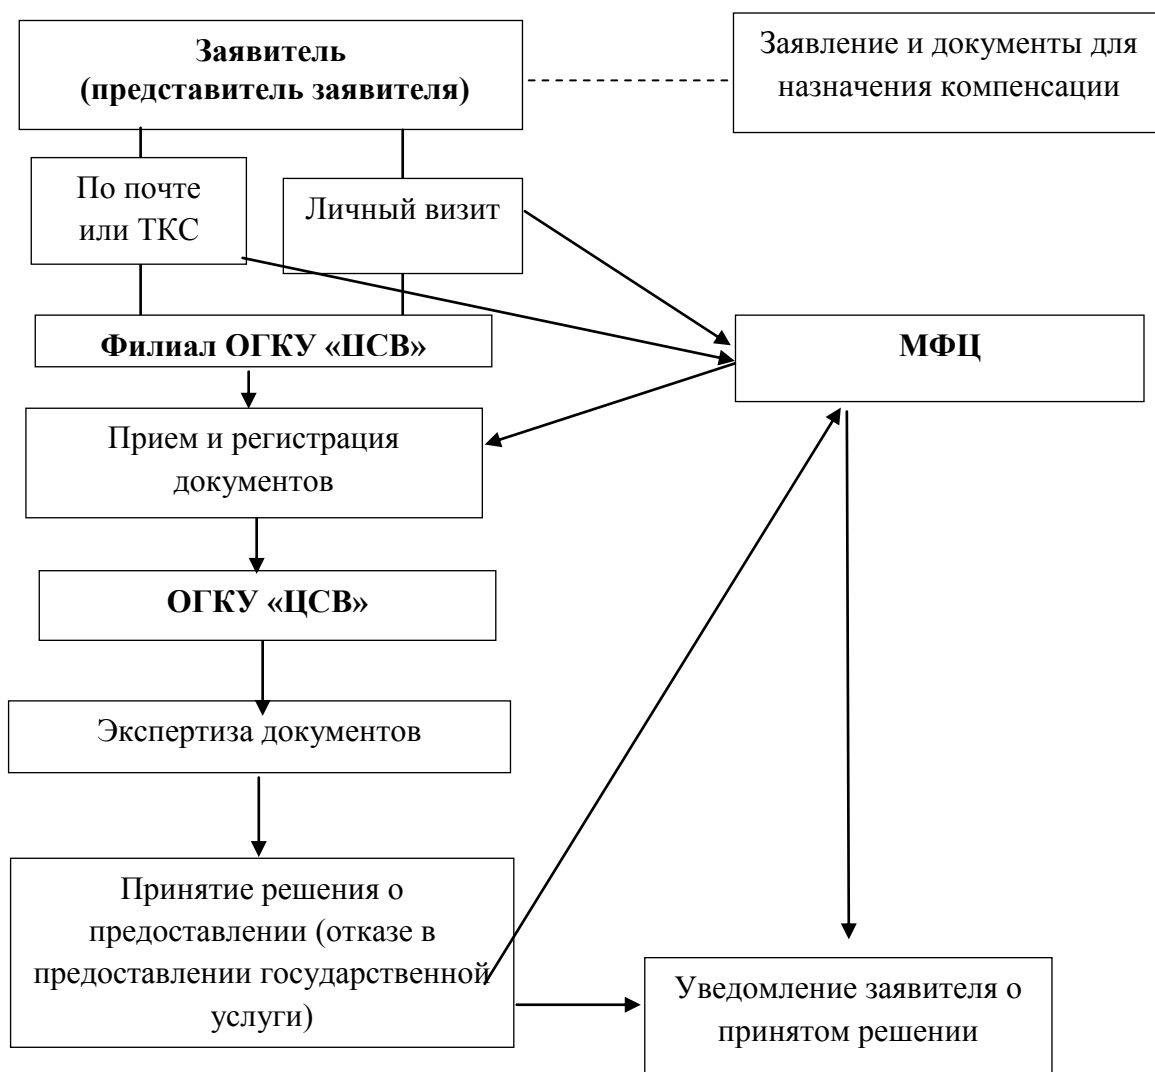 Заявитель
(представитель заявителя)
Заявление и документы для
назначения компенсации
По почте
или ТКС
Личный визит
Филиал ОГКУ «ЦСВ»
МФЦ
Прием и регистрация
документов
ОГКУ «ЦСВ»
Экспертиза документов
Принятие решения о
предоставлении (отказе в
предоставлении государственной
услуги)
Уведомление заявителя о
принятом решении